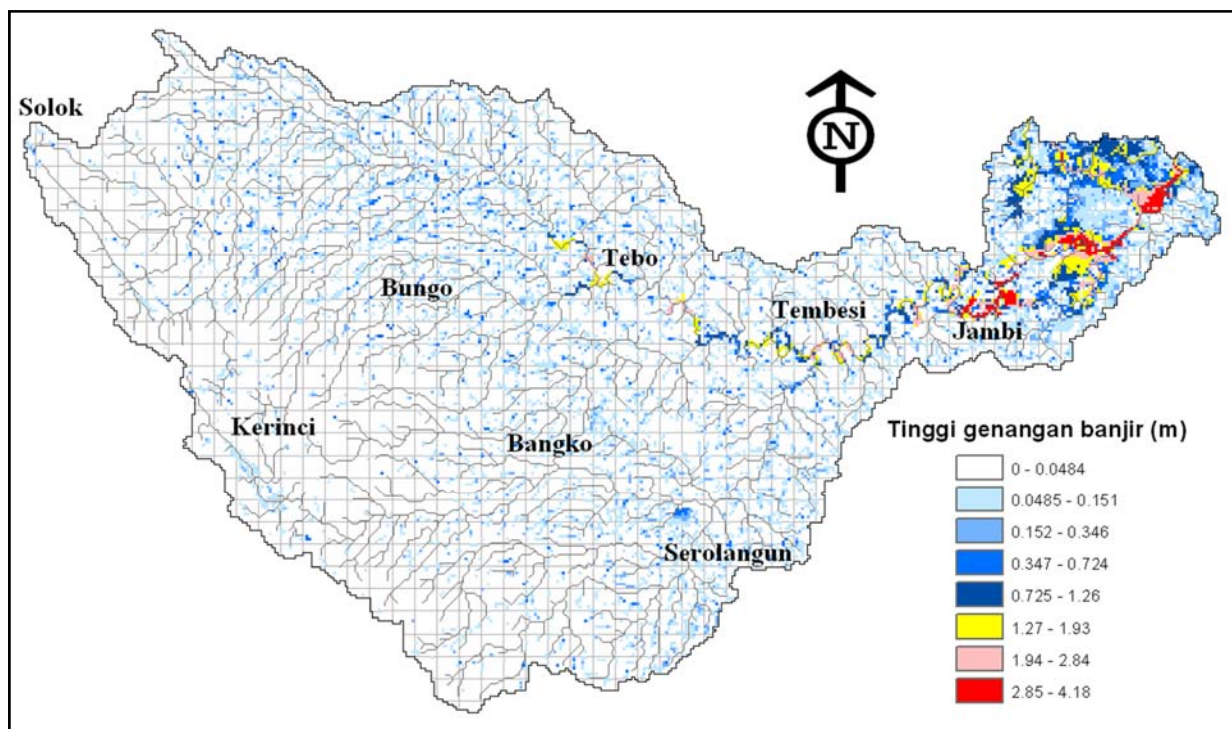 Solok
N
Tebo
Bungo
Tembesi
Jambi
Kerinci
Bangko
Serolangun
Tinggi genangan banjir (m)
0 - 0.0484
0.0485 - 0.151
0.152 - 0.346
0.347 - 0.724
0.725 - 1.26
1.27 - 1.93
1.94 - 2.84
2.85 - 4.18